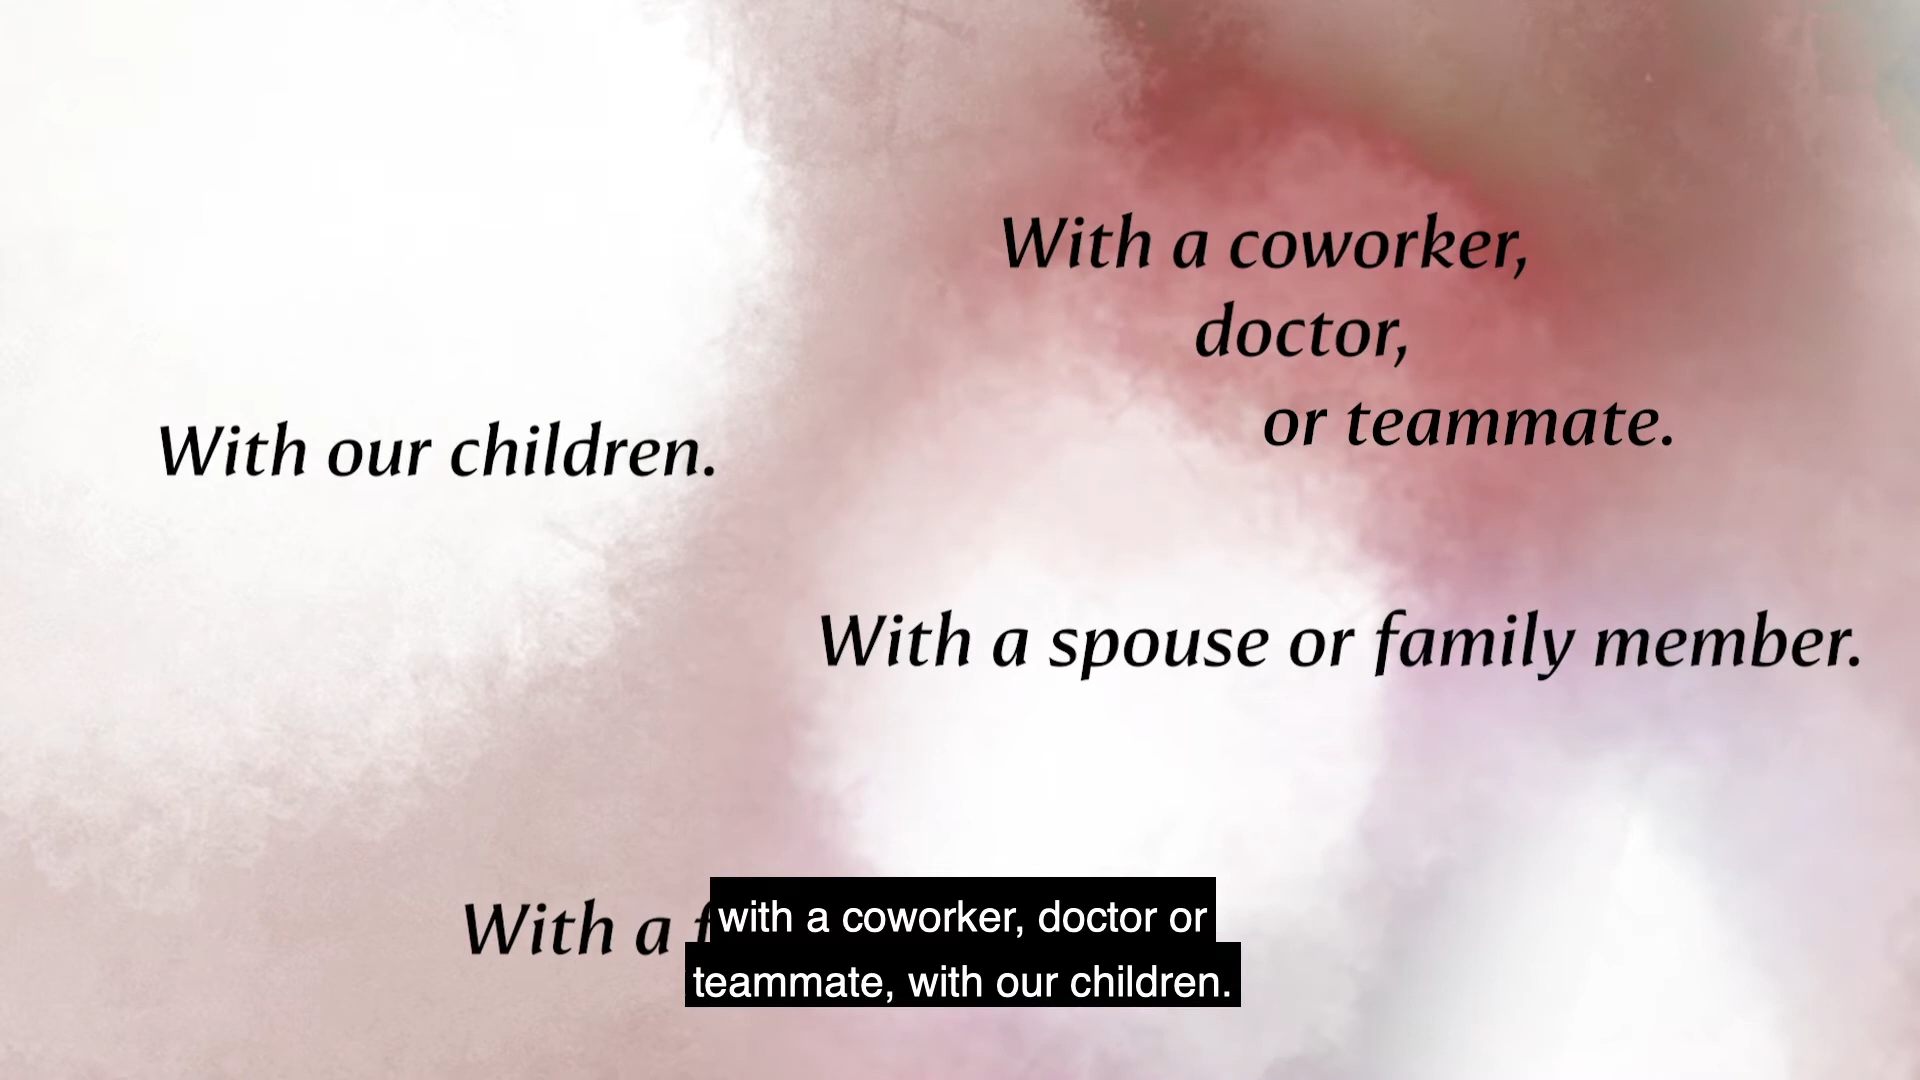 With a coworker,
doctor,
or teammate.
With our children.
With a spouse or family member.
With a
with a coworker, doctor or
teammate, with our children.